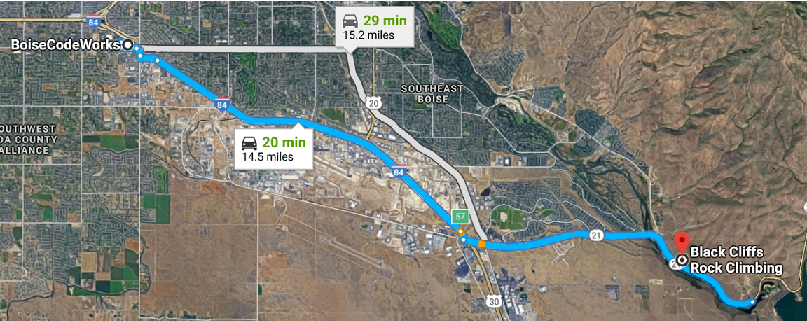 84
BoiseCodeWorks
29 min
15.2 miles
SOUTHEAST
BOISE
20
84
OUTHWEST
DA COUNTY
ALLIANCE
20 min
14.5 miles
84
57
21
Black Cliffs
Rock Climbing
30